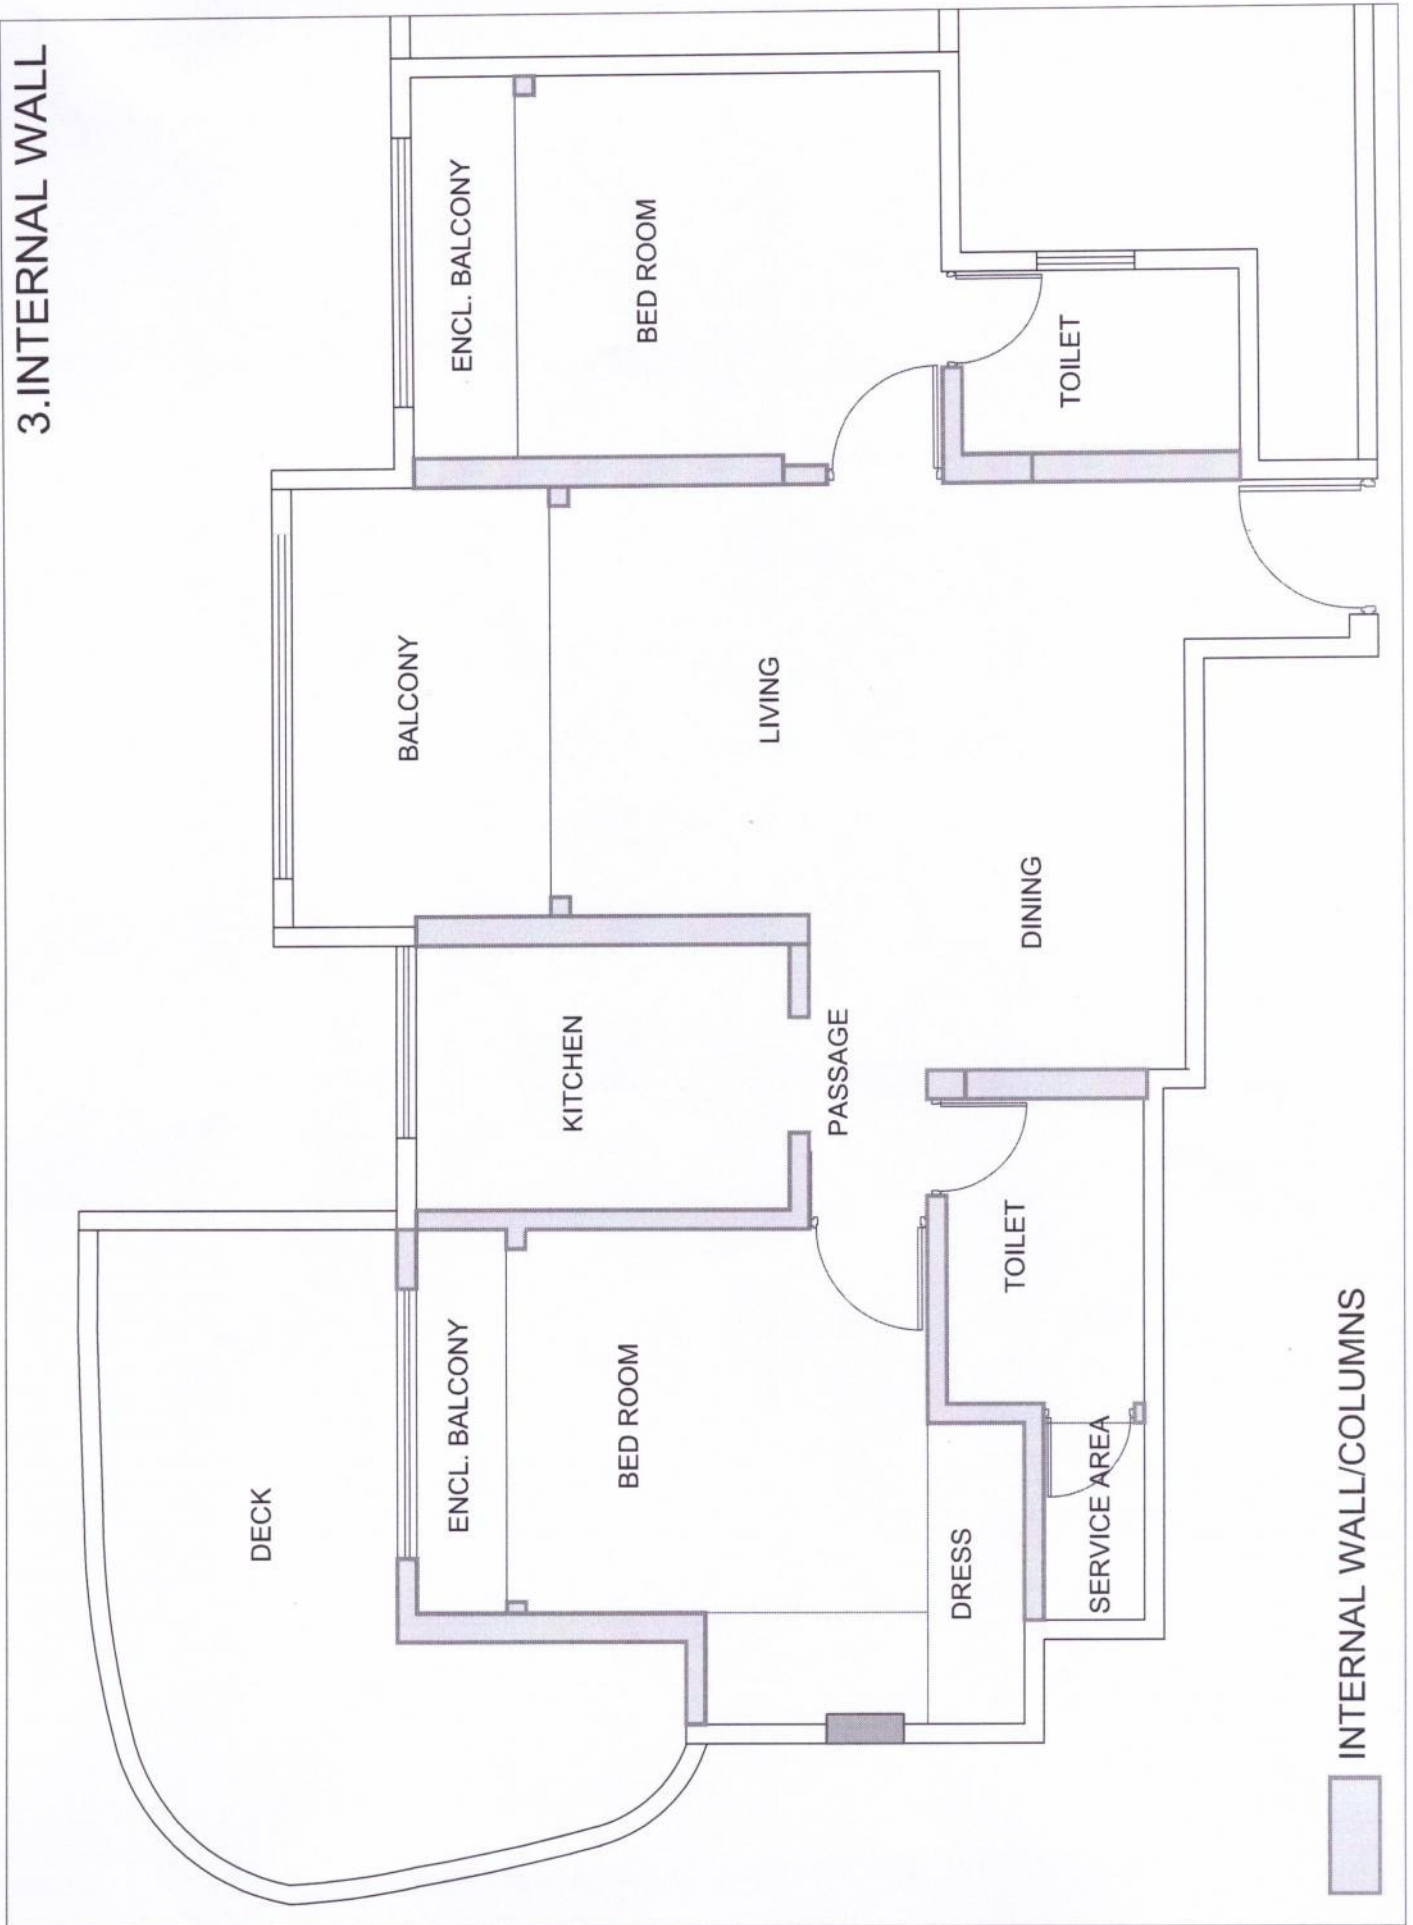 3.INTERNAL WALL
DECK
ENCL. BALCONY
BED ROOM
DRESS
SERVICE AREA
TOILET
KITCHEN
PASSAGE
DINING
BALCONY
LIVING
ENCL. BALCONY
BED ROOM
TOILET
INTERNAL WALL/COLUMNS